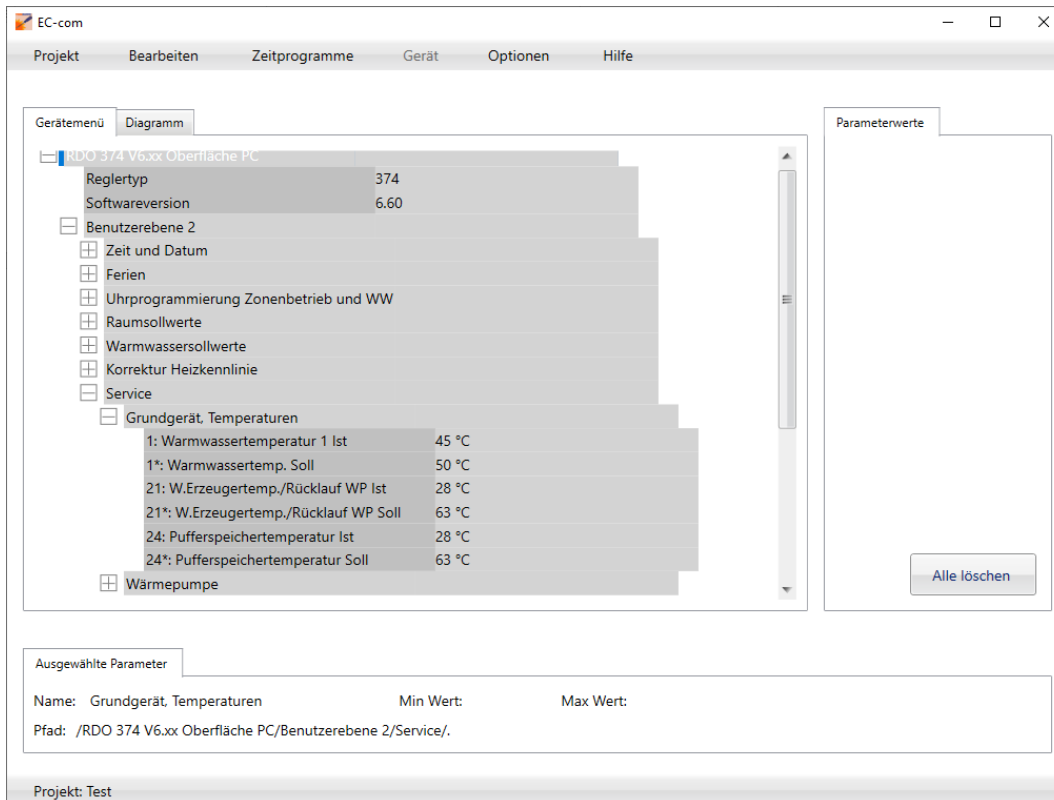 EC-com
Projekt Bearbeiten Zeitprogramme Gerät Optionen Hilfe
Gerätemenü Diagramm
RDO 374 V6.xx Oberfläche PC
Reglertyp 374
Softwareversion 6.60
Benutzerebene 2
Zeit und Datum
Ferien
Uhrprogrammierung Zonenbetrieb und WW
Raumsollwerte
Warmwassersollwerte
Korrektur Heizkennlinie
Service
Grundgerät, Temperaturen
1: Warmwassertemperatur 1 Ist 45 °C
1*: Warmwassertemp. Soll 50 °C
21: W.Erzeugertemp./Rücklauf WP Ist 28 °C
21*: W.Erzeugertemp./Rücklauf WP Soll 63 °C
24: Pufferspeichertemperatur Ist 28 °C
24*: Pufferspeichertemperatur Soll 63 °C
Wärmepumpe
Parameterwerte
Alle löschen
Ausgewählte Parameter
Name: Grundgerät, Temperaturen Min Wert: Max Wert:
Pfad: /RDO 374 V6.xx Oberfläche PC/Benutzerebene 2/Service/.
Projekt: Test